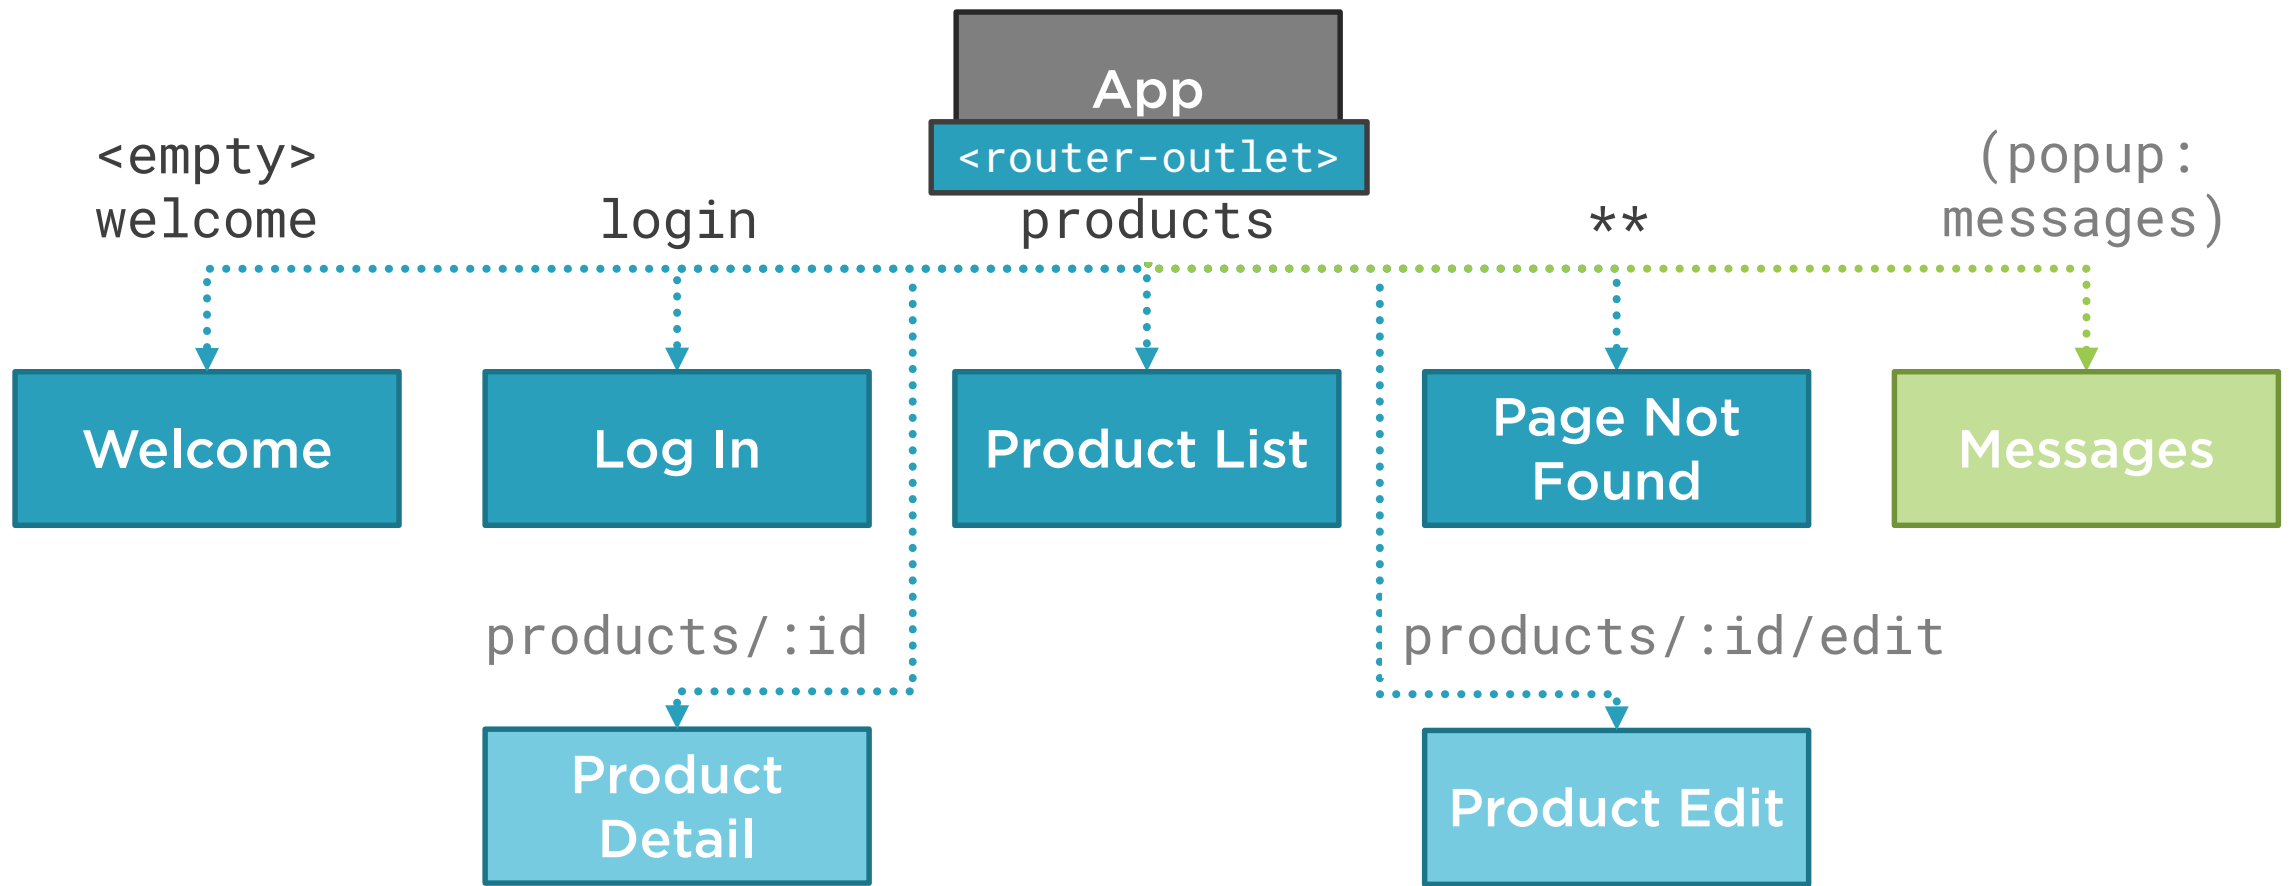 App
<router-outlet>
<empty>
welcome
login
products
**
(popup:
messages)
Welcome
Log In
Product List
Page Not
Found
Messages
products/:id
products/:id/edit
Product
Detail
Product Edit